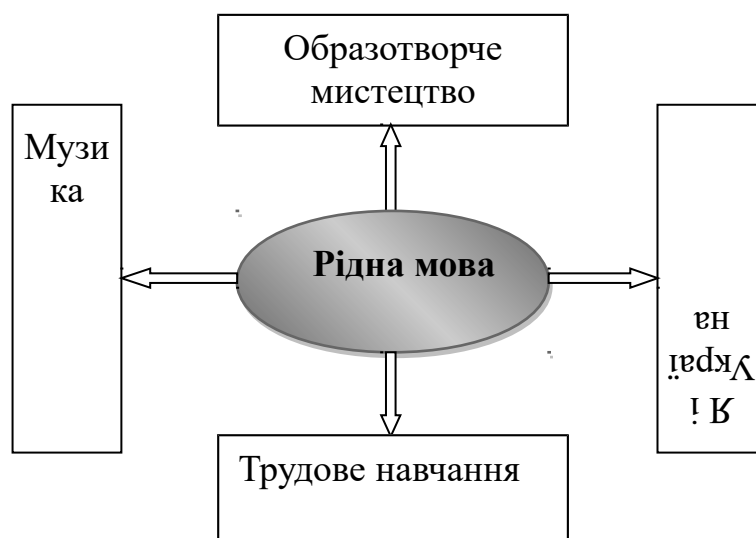 Образотворче
мистецтво
Музи
ка
Рідна мова
Я і
Украї
на
Трудове навчання